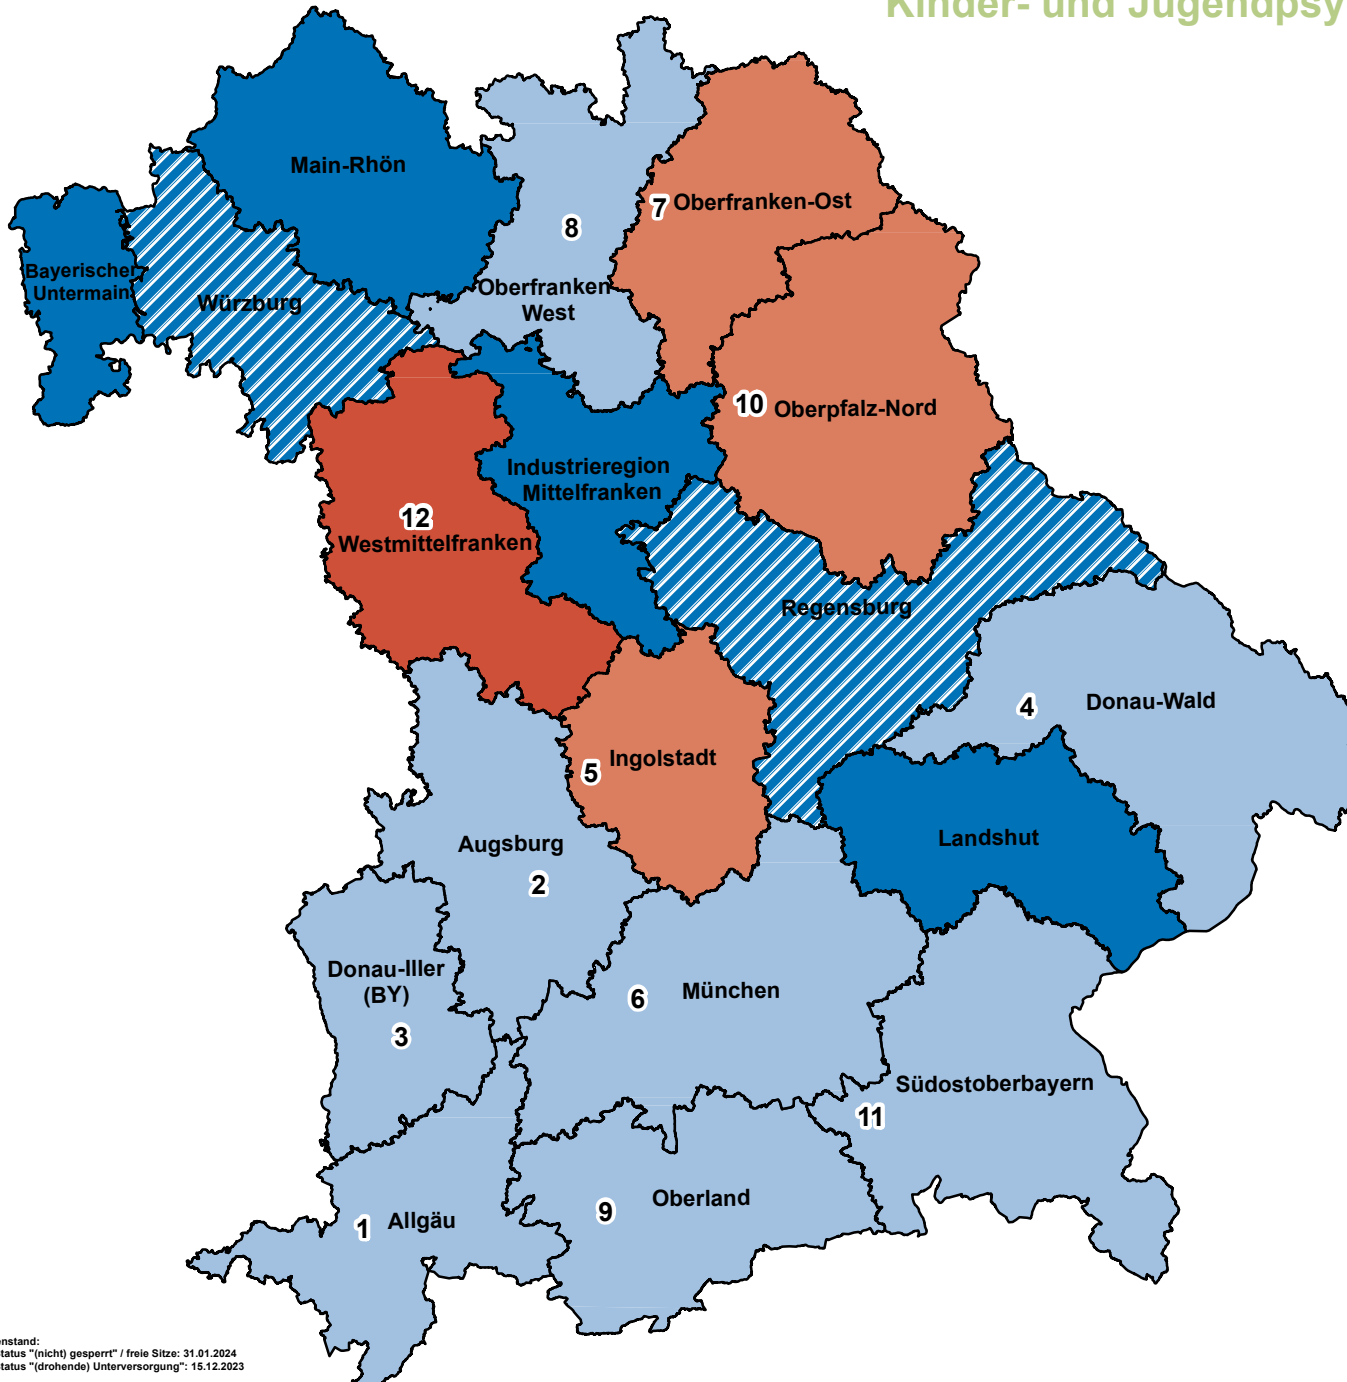 Kinder- und Jugendpsy
Main-Rhön
7 Oberfranken-Ost
8
Bayerischer
Untermain
Würzburg
Oberfranken
West
10 Oberpfalz-Nord
Industrieregion
Mittelfranken
12
Westmittelfranken
Regensburg
4 Donau-Wald
5 Ingolstadt
Augsburg
2
Landshut
Donau-Iller
(BY)
3
6 München
Südostoberbayern
11
9 Oberland
1 Allgäu
enstand:
tatus "(nicht) gesperrt" / freie Sitze: 31.01.2024
tatus "(drohende) Unterversorgung": 15.12.2023